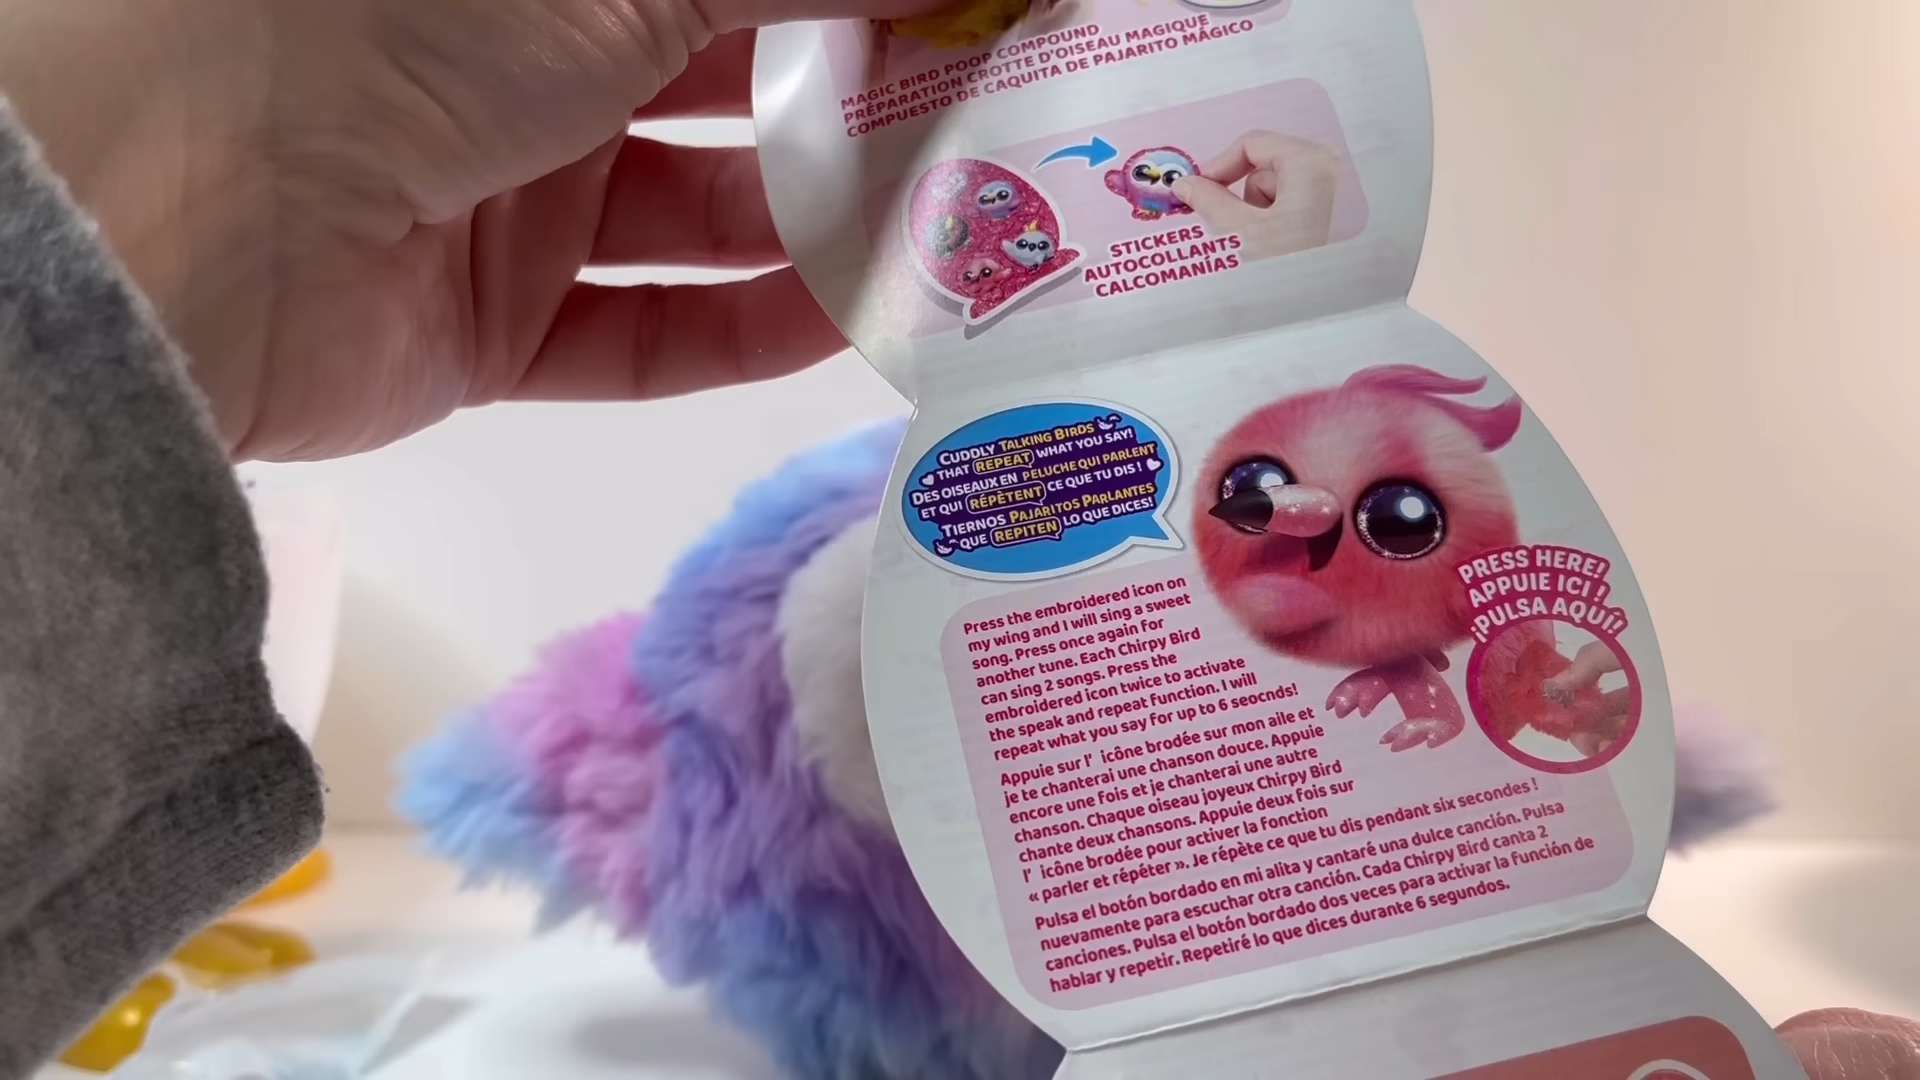 MAGIC BIRD POOP COMPOUND
PRÉPARATION CROTTE D'OISEAU MAGIQUE
COMPUESTO DE CAQUITA DE PAJARITO MÁGICO
STICKERS
AUTOCOLLANTS
CALCOMANÍAS
CUDDLY TALKING BIRDS
THAT REPEAT WHAT YOU SAY!
DES OISEAUX EN PELUCHE QUI PARLENT
ET QUI RÉPÈTENT CE QUE TU DIS !
TIERNOS PAJARITOS PARLANTES
QUE REPITEN LO QUE DICES!
PRESS HERE!
APPUIE ICI !
¡PULSA AQUÍ!
Press the embroidered icon on
my wing and I will sing a sweet
song. Press once again for
another tune. Each Chirpy Bird
can sing 2 songs. Press the
embroidered icon twice to activate
the speak and repeat function. I will
repeat what you say for up to 6 seocnds!
Appuie sur l' icône brodée sur mon aile et
je te chanterai une chanson douce. Appuie
encore une fois et je chanterai une autre
chanson. Chaque oiseau joyeux Chirpy Bird
chante deux chansons. Appuie deux fois sur
l' icône brodée pour activer la fonction
« parler et répéter ». Je répète ce que tu dis pendant six secondes !
Pulsa el botón bordado en mi alita y cantaré una dulce canción. Pulsa
nuevamente para escuchar otra canción. Cada Chirpy Bird canta 2
canciones. Pulsa el botón bordado dos veces para activar la función de
hablar y repetir. Repetiré lo que dices durante 6 segundos.